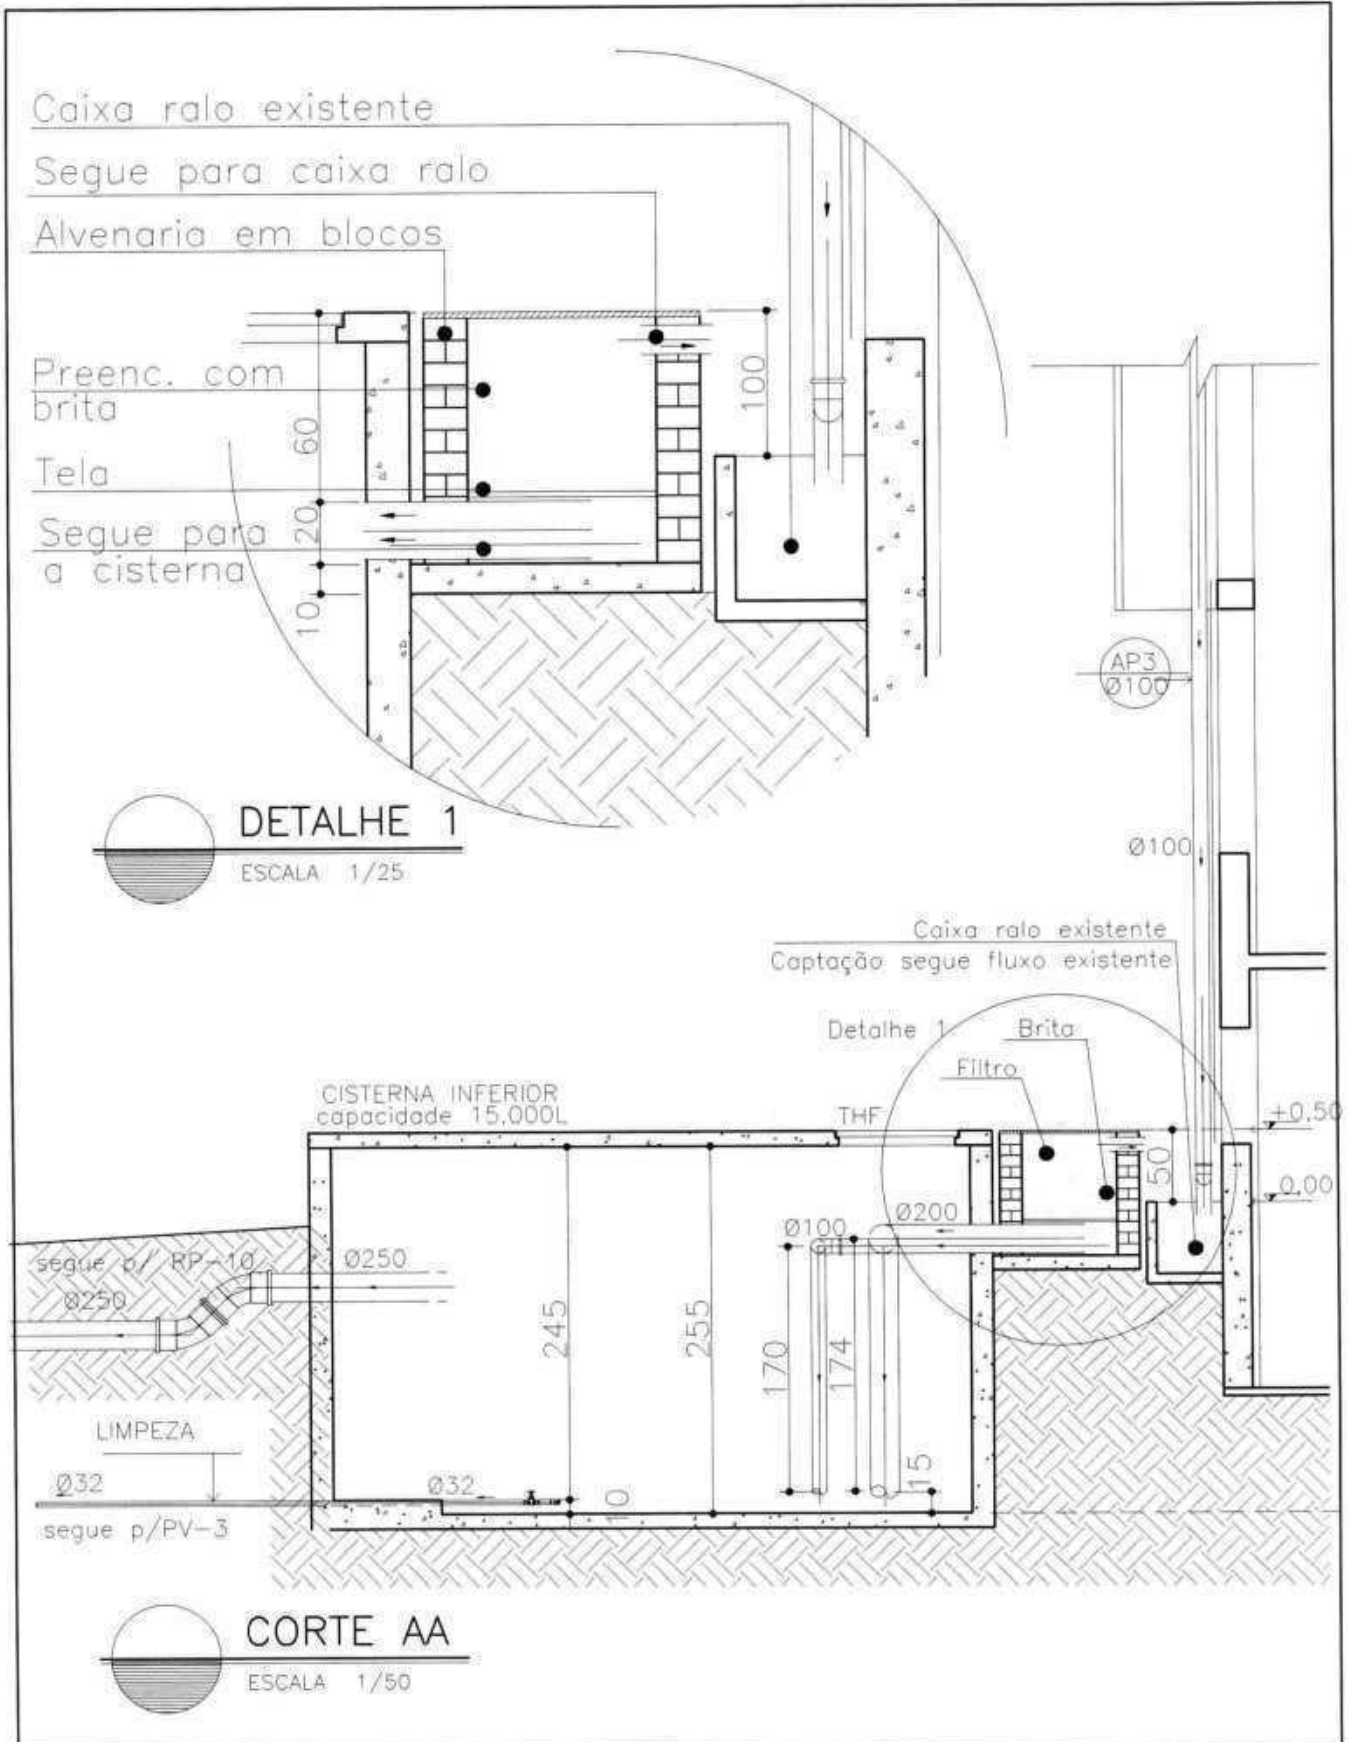 Caixa ralo existente
Segue para caixa ralo
Alvenaria em blocos
Preenc. com
brita
Tela
Segue para
a cisterna
60
20
10
100
DETALHE 1
ESCALA 1/25
AP3
Ø100
Ø100
Caixa ralo existente
Captação segue fluxo existente
Detalhe 1
Brita
Filtro
CISTERNA INFERIOR
capacidade 15.000L
THF
+0,50
50
0,00
Ø100
Ø200
segue p/ RP-10
Ø250
Ø250
245
255
170
174
15
10
LIMPEZA
Ø32
Ø32
segue p/PV-3
CORTE AA
ESCALA 1/50